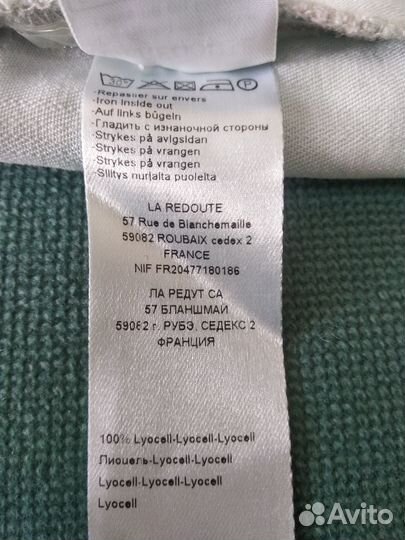 30°
P
-Repasser sur envers
-Iron Inside out
-Auf links bügeln
-Гладить с изнаночной стороны
-Strykes på avigsidan
-Strykes på vrangen
-Strykes på vrangen
-Silitys nurjalta puolelta
LA REDOUTE
57 Rue de Blanchemaille
59082 ROUBAIX cedex 2
FRANCE
NIF FR20477180186
ЛА РЕДУТ СА
57 БЛАНШМАЙ
59082 г. РУБЭ, СЕДЕКС 2
ФРАНЦИЯ
100% Lyocell-Lyocell-Lyocell
Лиоцель-Lyocell-Lyocell
Lyocell-Lyocell-Lyocell
Lyocell
Avito